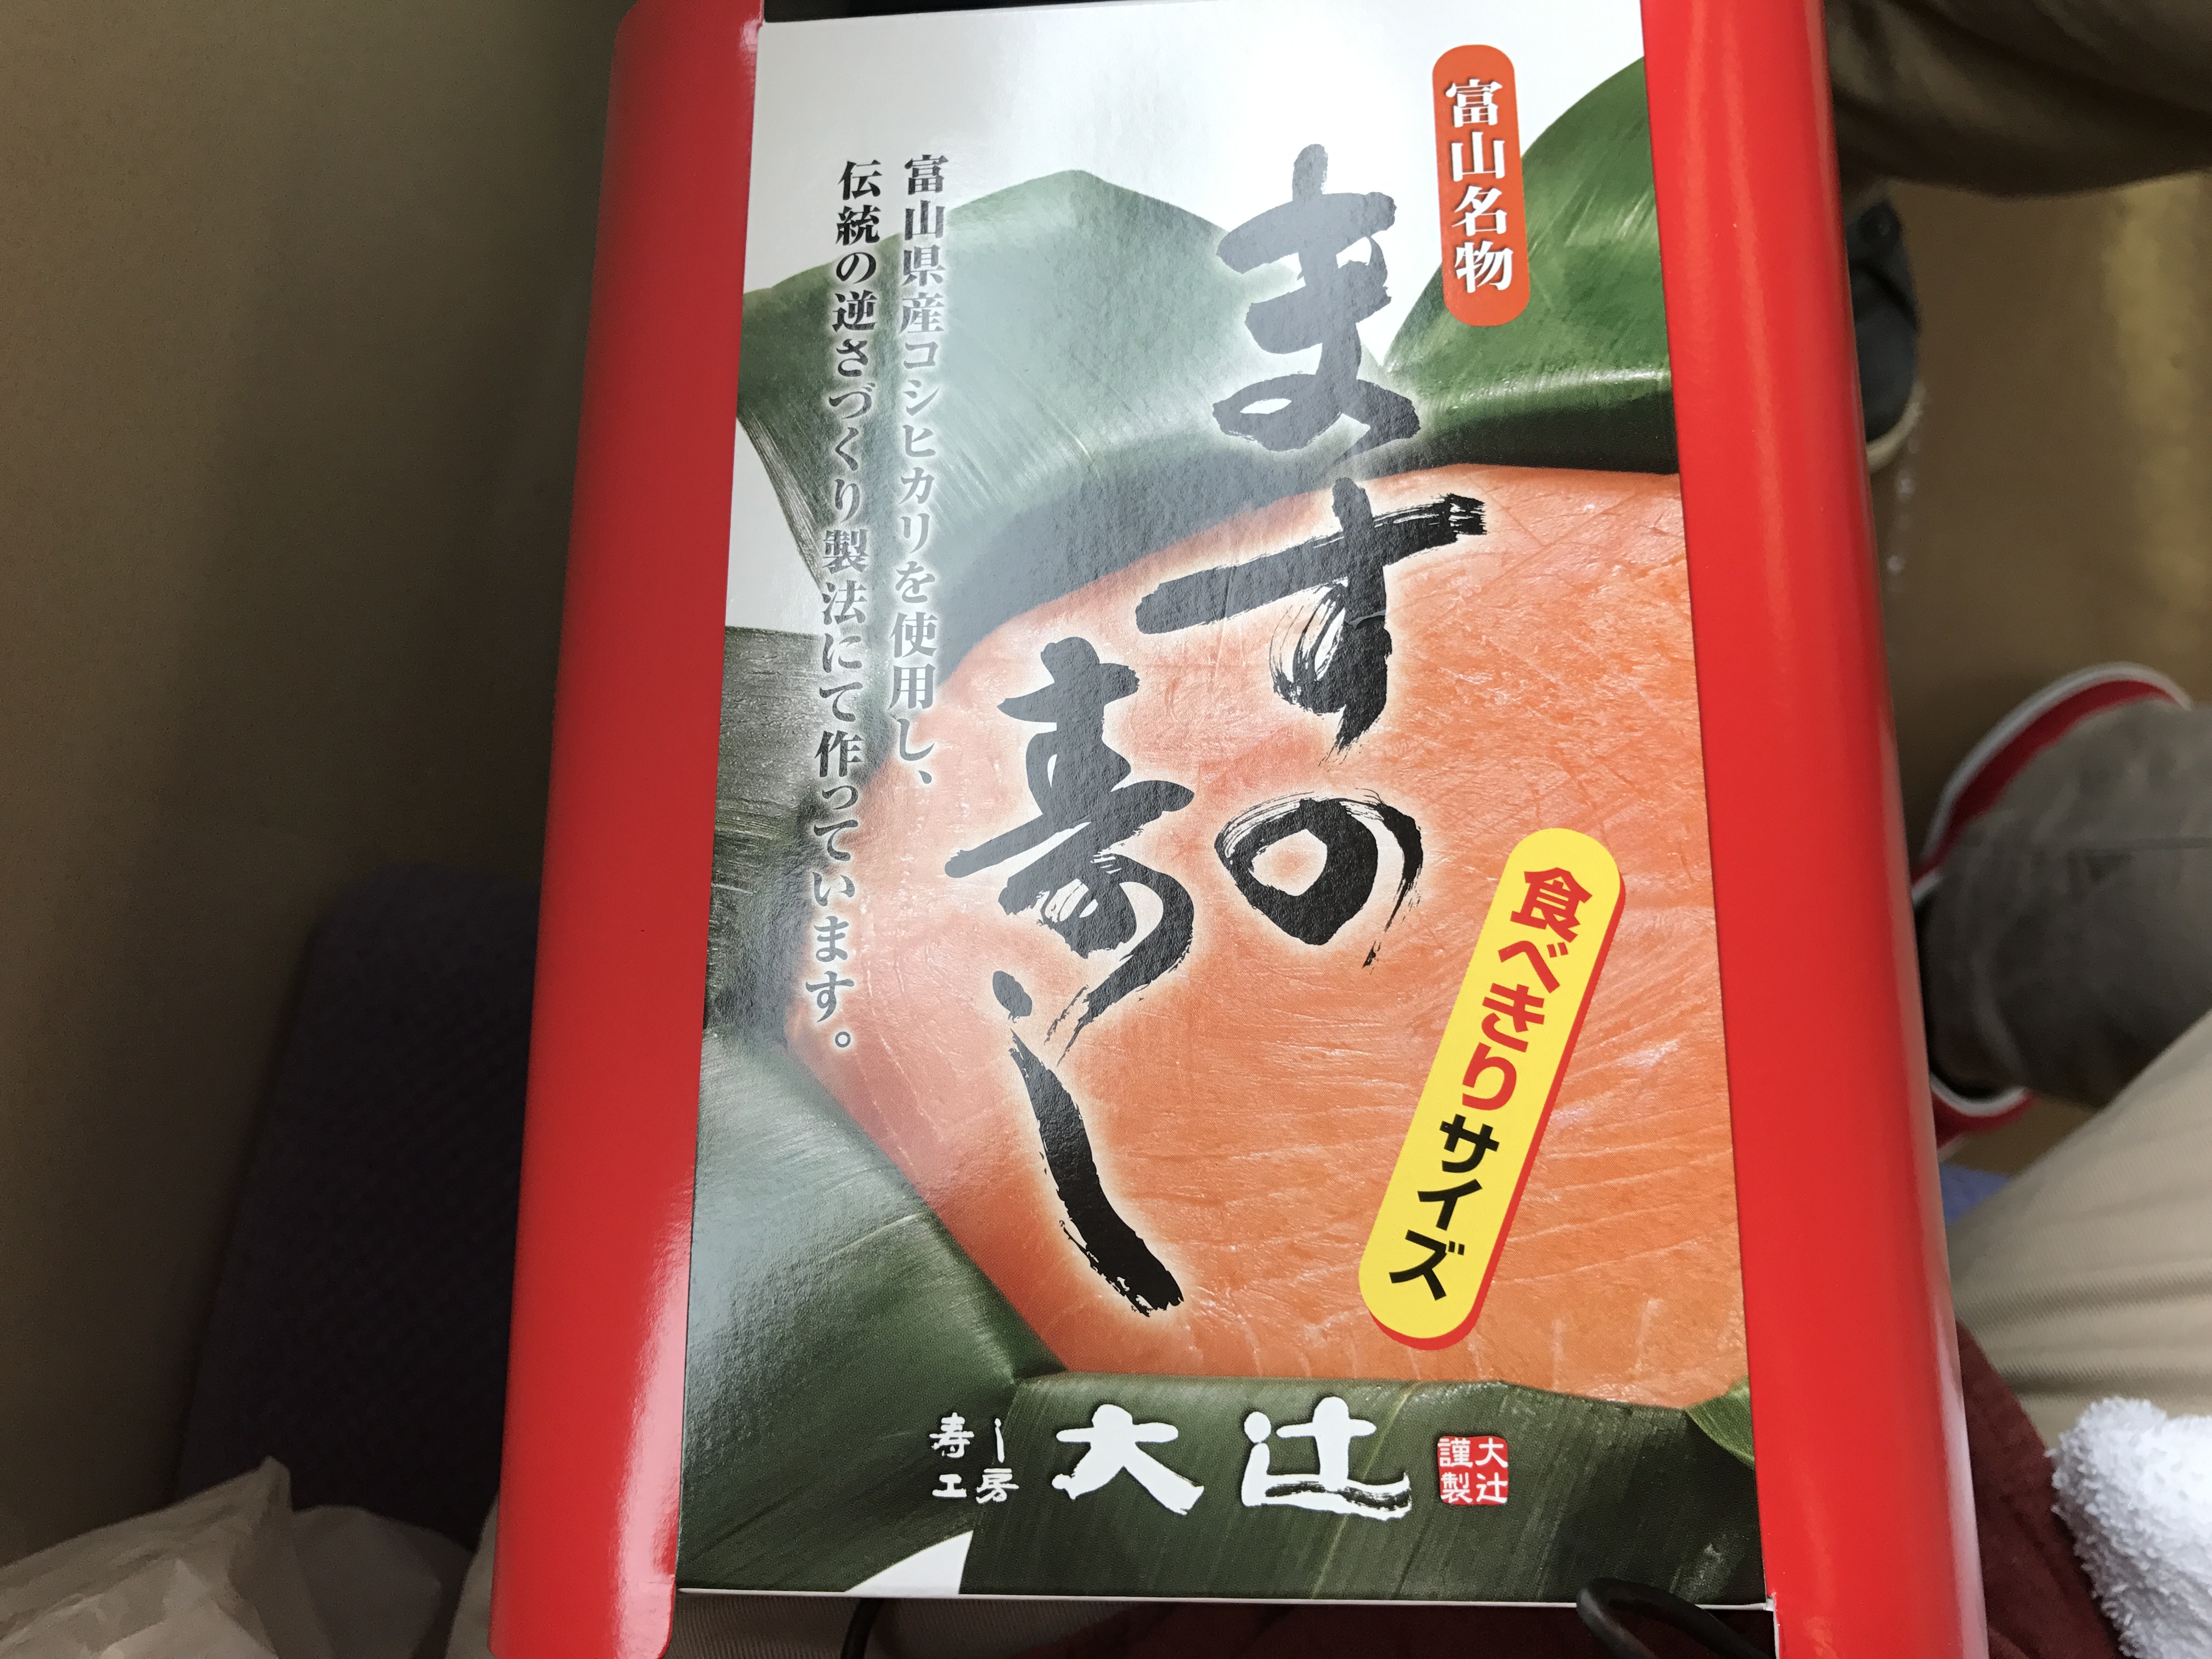 富山名物
ますの
寿し
富山県産コシヒカリを使用し、
伝統の逆さづくり製法にて作っています。
食べきりサイズ
寿し
工房
大辻
大辻
謹製